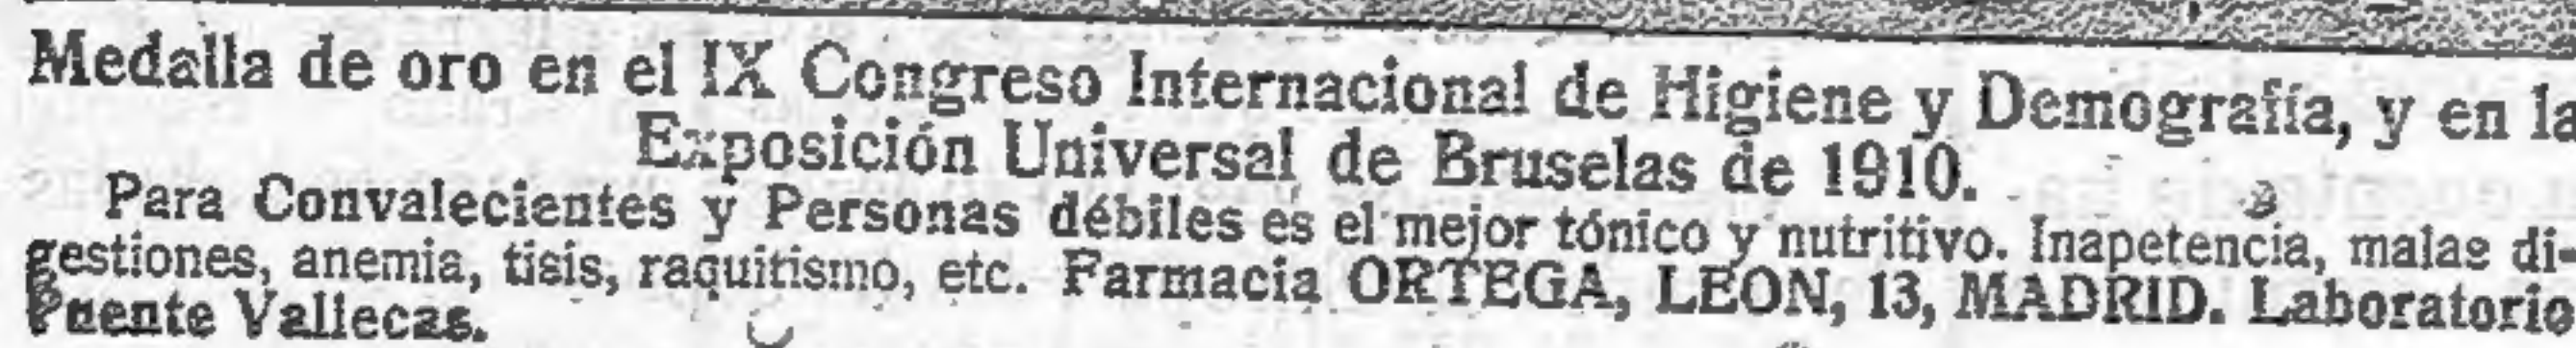 Medalla de oro en el IX Congreso Internacional de Higiene y Demografía, y en la
Exposición Universal de Bruselas de 1910.
Para Convalecientes y Personas débiles es el mejor tónico y nutritivo. Inapetencia, malas di-
gestiones, anemia, tisis, raquitismo, etc. Farmacia ORTEGA, LEON, 13, MADRID. Laboratorio
Puente Vallecas.